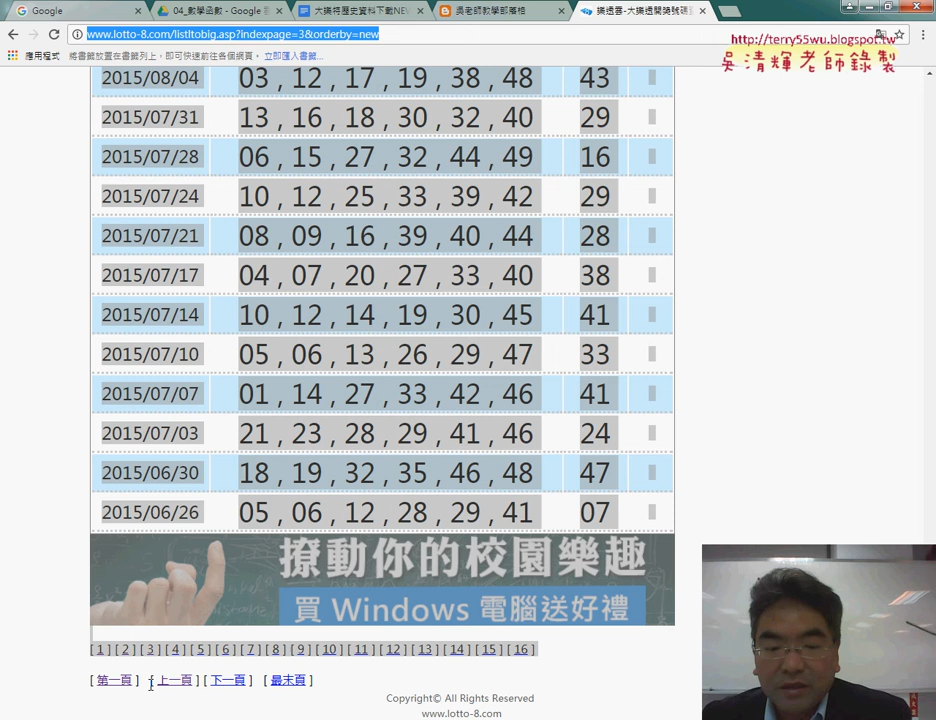 Google
04_數學函數 - Google
大樂得歷史資料下載NEW
吳老師教學部落格
樂透雲-大樂透開獎號碼
www.lotto-8.com/listltobig.asp?indexpage=3&orderby=new
應用程式 將書籤放置在書籤列上，即可快速前往各個網頁。 立即匯入書籤...
http://terry55wu.blogspot.tw
吳清輝老師錄製
2015/08/04 03 , 12 , 17 , 19 , 38 , 48 43
2015/07/31 13 , 16 , 18 , 30 , 32 , 40 29
2015/07/28 06 , 15 , 27 , 32 , 44 , 49 16
2015/07/24 10 , 12 , 25 , 33 , 39 , 42 29
2015/07/21 08 , 09 , 16 , 39 , 40 , 44 28
2015/07/17 04 , 07 , 20 , 27 , 33 , 40 38
2015/07/14 10 , 12 , 14 , 19 , 30 , 45 41
2015/07/10 05 , 06 , 13 , 26 , 29 , 47 33
2015/07/07 01 , 14 , 27 , 33 , 42 , 46 41
2015/07/03 21 , 23 , 28 , 29 , 41 , 46 24
2015/06/30 18 , 19 , 32 , 35 , 46 , 48 47
2015/06/26 05 , 06 , 12 , 28 , 29 , 41 07
撩動你的校園樂趣
買 Windows 電腦送好禮
[ 1 ] [ 2 ] [ 3 ] [ 4 ] [ 5 ] [ 6 ] [ 7 ] [ 8 ] [ 9 ] [ 10 ] [ 11 ] [ 12 ] [ 13 ] [ 14 ] [ 15 ] [ 16 ]
[ 第一頁 ] [ 上一頁 ] [ 下一頁 ] [ 最末頁 ]
Copyright© All Rights Reserved
www.lotto-8.com